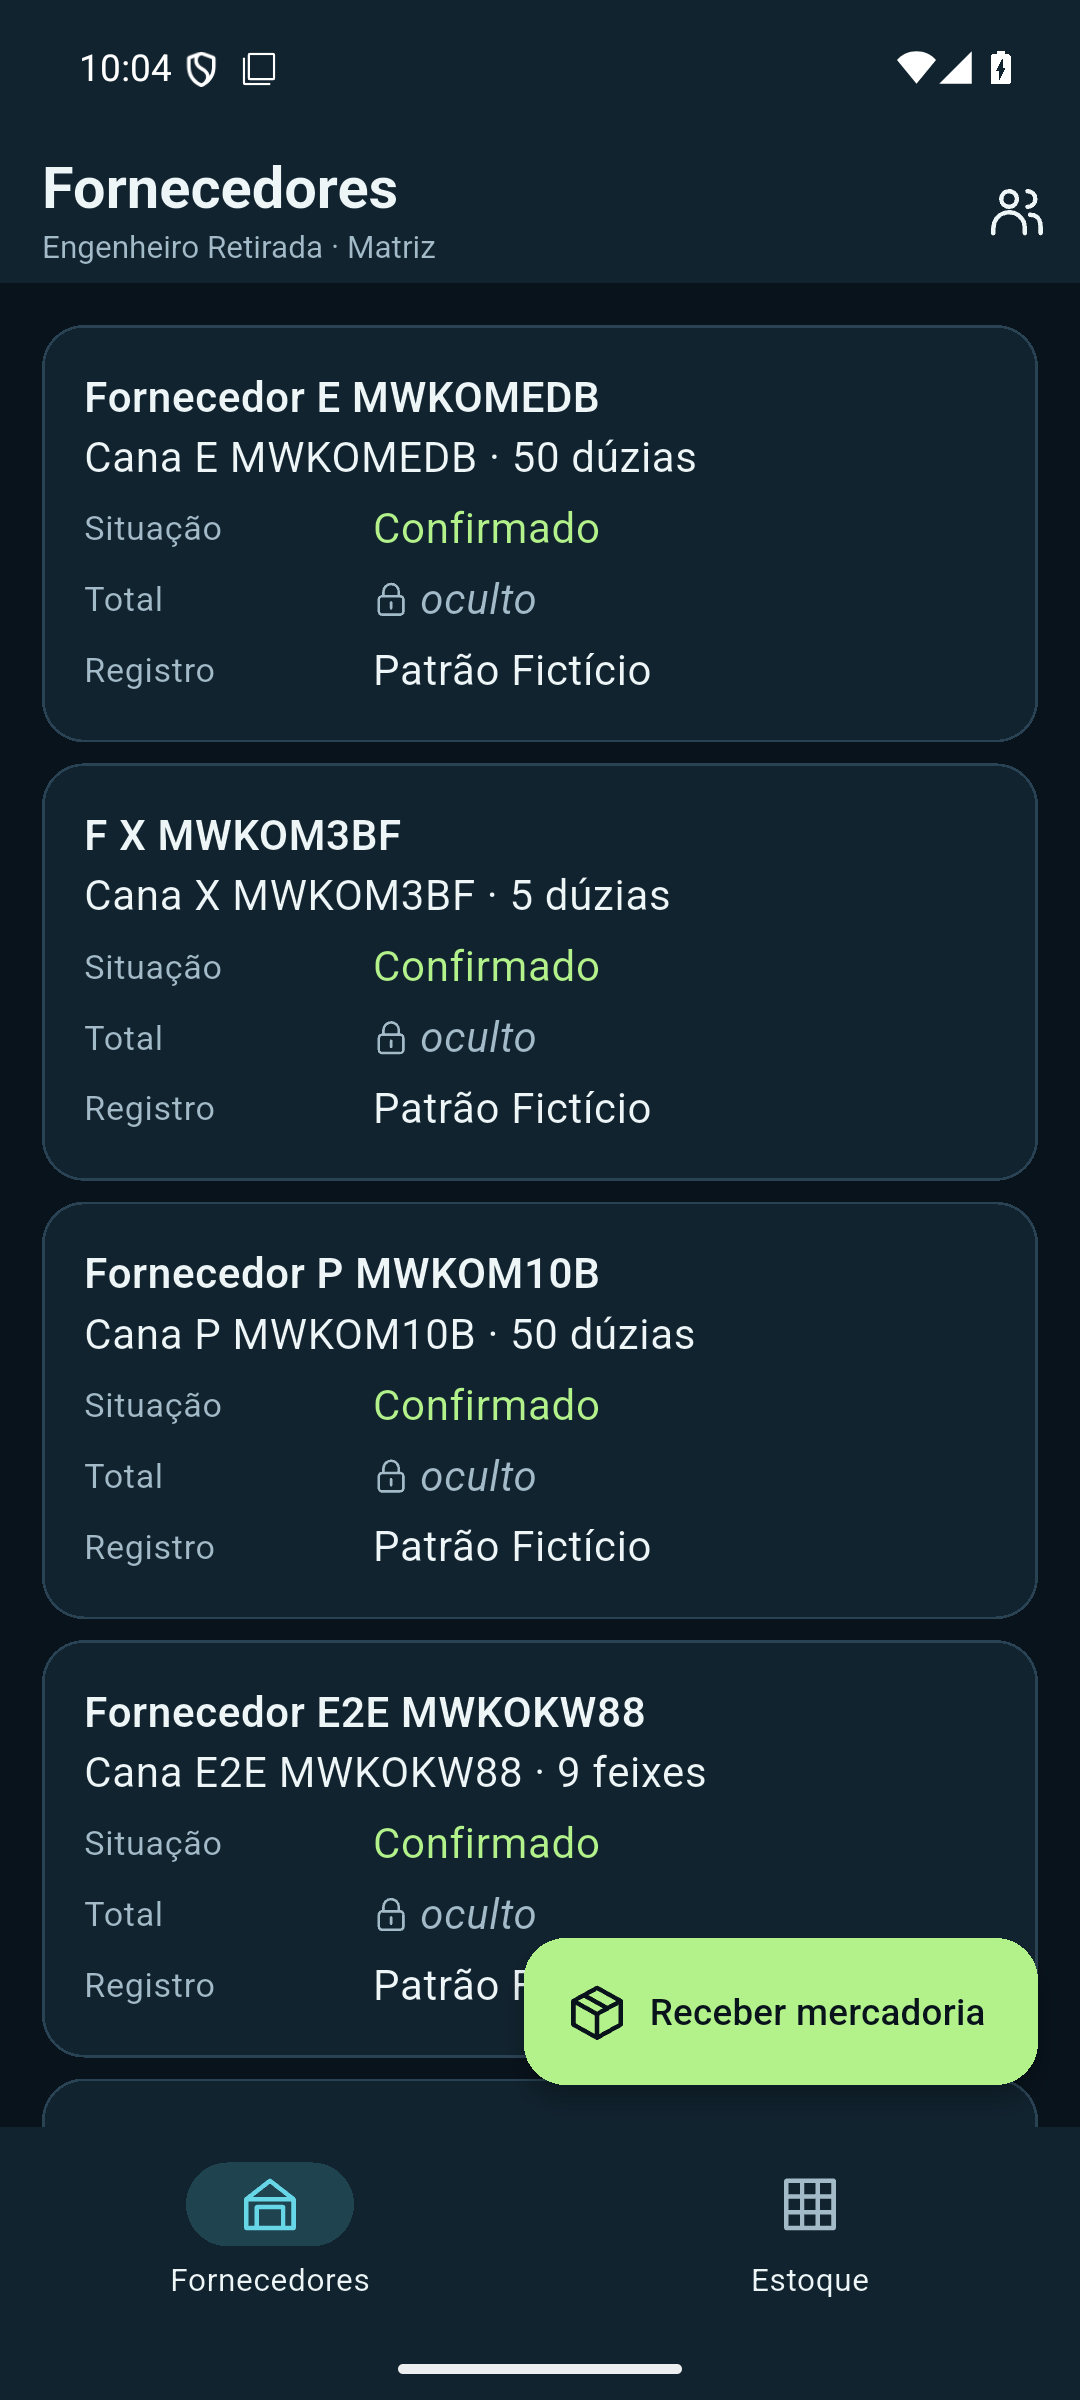 10:04
Fornecedores
Engenheiro Retirada · Matriz
Fornecedor E MWKOMEDB
Cana E MWKOMEDB · 50 dúzias
Situação Confirmado
Total oculto
Registro Patrão Fictício
F X MWKOM3BF
Cana X MWKOM3BF · 5 dúzias
Situação Confirmado
Total oculto
Registro Patrão Fictício
Fornecedor P MWKOM10B
Cana P MWKOM10B · 50 dúzias
Situação Confirmado
Total oculto
Registro Patrão Fictício
Fornecedor E2E MWKOKW88
Cana E2E MWKOKW88 · 9 feixes
Situação Confirmado
Total oculto
Registro Patrão
Receber mercadoria
Fornecedores
Estoque